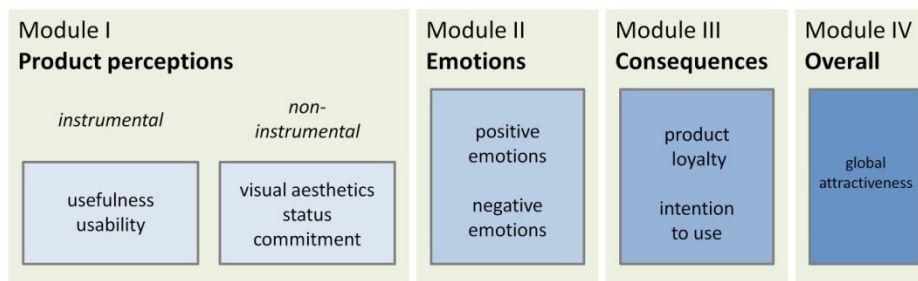 Module I
Product perceptions
instrumental
non-
instrumental
usefulness
usability
visual aesthetics
status
commitment
Module II
Emotions
positive
emotions
negative
emotions
Module III
Consequences
product
loyalty
intention
to use
Module IV
Overall
global
attractiveness